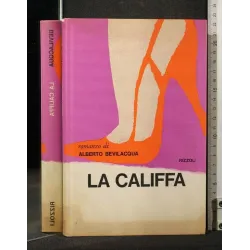 BEVILACQUA
LA CALIFFA
RIZZOLI
romanzo di
ALBERTO BEVILACQUA
RIZZOLI
LA CALIFFA